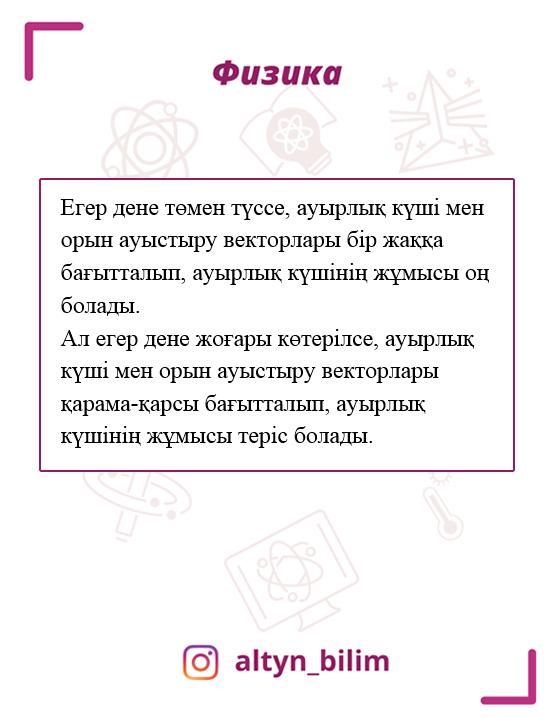 Физика
Егер дене төмен түссе, ауырлық күші мен
орын ауыстыру векторлары бір жаққа
бағытталып, ауырлық күшінің жұмысы оң
болады.
Ал егер дене жоғары көтерілсе, ауырлық
күші мен орын ауыстыру векторлары
қарама-қарсы бағытталып, ауырлық
күшінің жұмысы теріс болады.
altyn_bilim